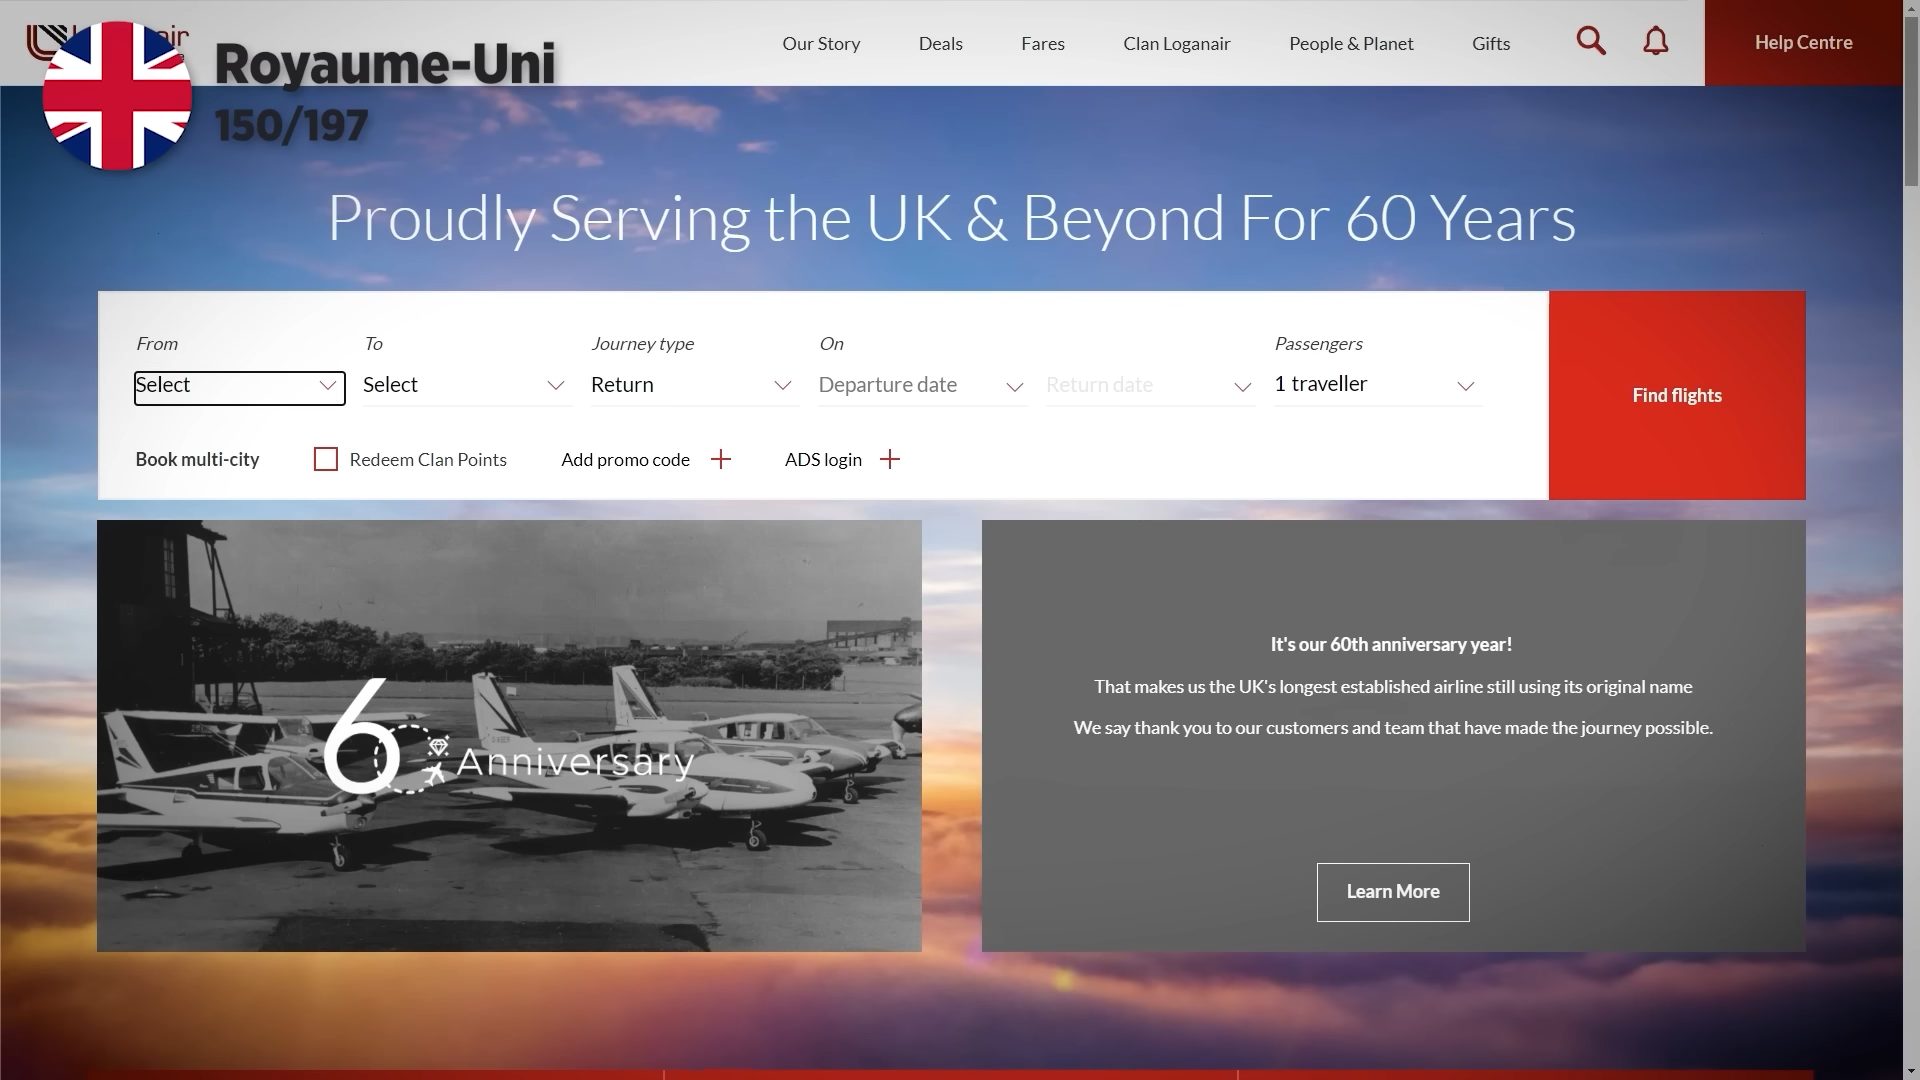 Royaume-Uni
150/197
Our Story
Deals
Fares
Clan Loganair
People & Planet
Gifts
Help Centre
Proudly Serving the UK & Beyond For 60 Years
From
To
Journey type
On
Passengers
Select
Select
Return
Departure date
Return date
1 traveller
Find flights
Book multi-city
Redeem Clan Points
Add promo code
ADS login
60 Anniversary
It's our 60th anniversary year!
That makes us the UK's longest established airline still using its original name
We say thank you to our customers and team that have made the journey possible.
Learn More